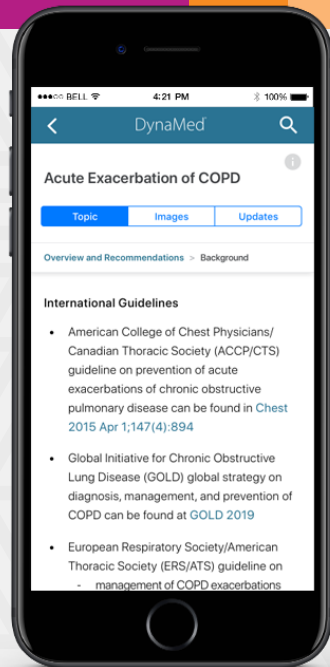 BELL 4:21 PM 100%
DynaMed
Acute Exacerbation of COPD
Topic Images Updates
Overview and Recommendations > Background
International Guidelines
• American College of Chest Physicians/
Canadian Thoracic Society (ACCP/CTS)
guideline on prevention of acute
exacerbations of chronic obstructive
pulmonary disease can be found in Chest
2015 Apr 1;147(4):894
• Global Initiative for Chronic Obstructive
Lung Disease (GOLD) global strategy on
diagnosis, management, and prevention of
COPD can be found at GOLD 2019
• European Respiratory Society/American
Thoracic Society (ERS/ATS) guideline on
- management of COPD exacerbations